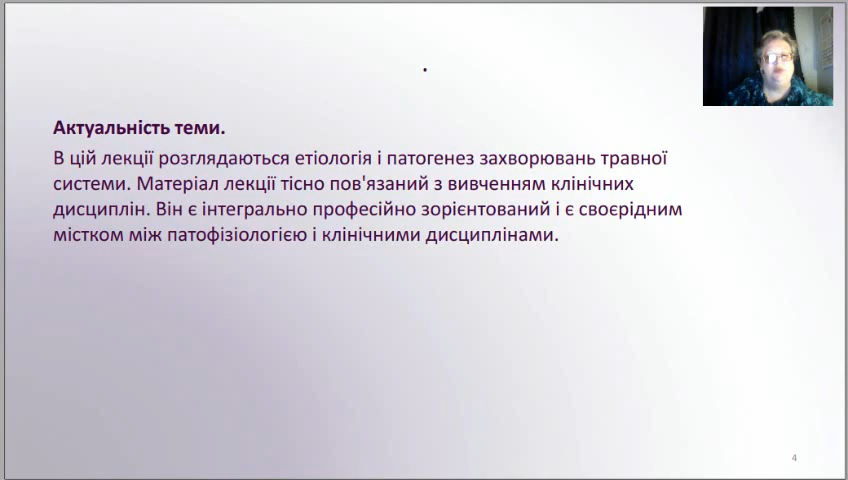 .
Актуальність теми.
В цій лекції розглядаються етіологія і патогенез захворювань травної
системи. Матеріал лекції тісно пов'язаний з вивченням клінічних
дисциплін. Він є інтегрально професійно зорієнтований і є своєрідним
містком між патофізіологією і клінічними дисциплінами.
4